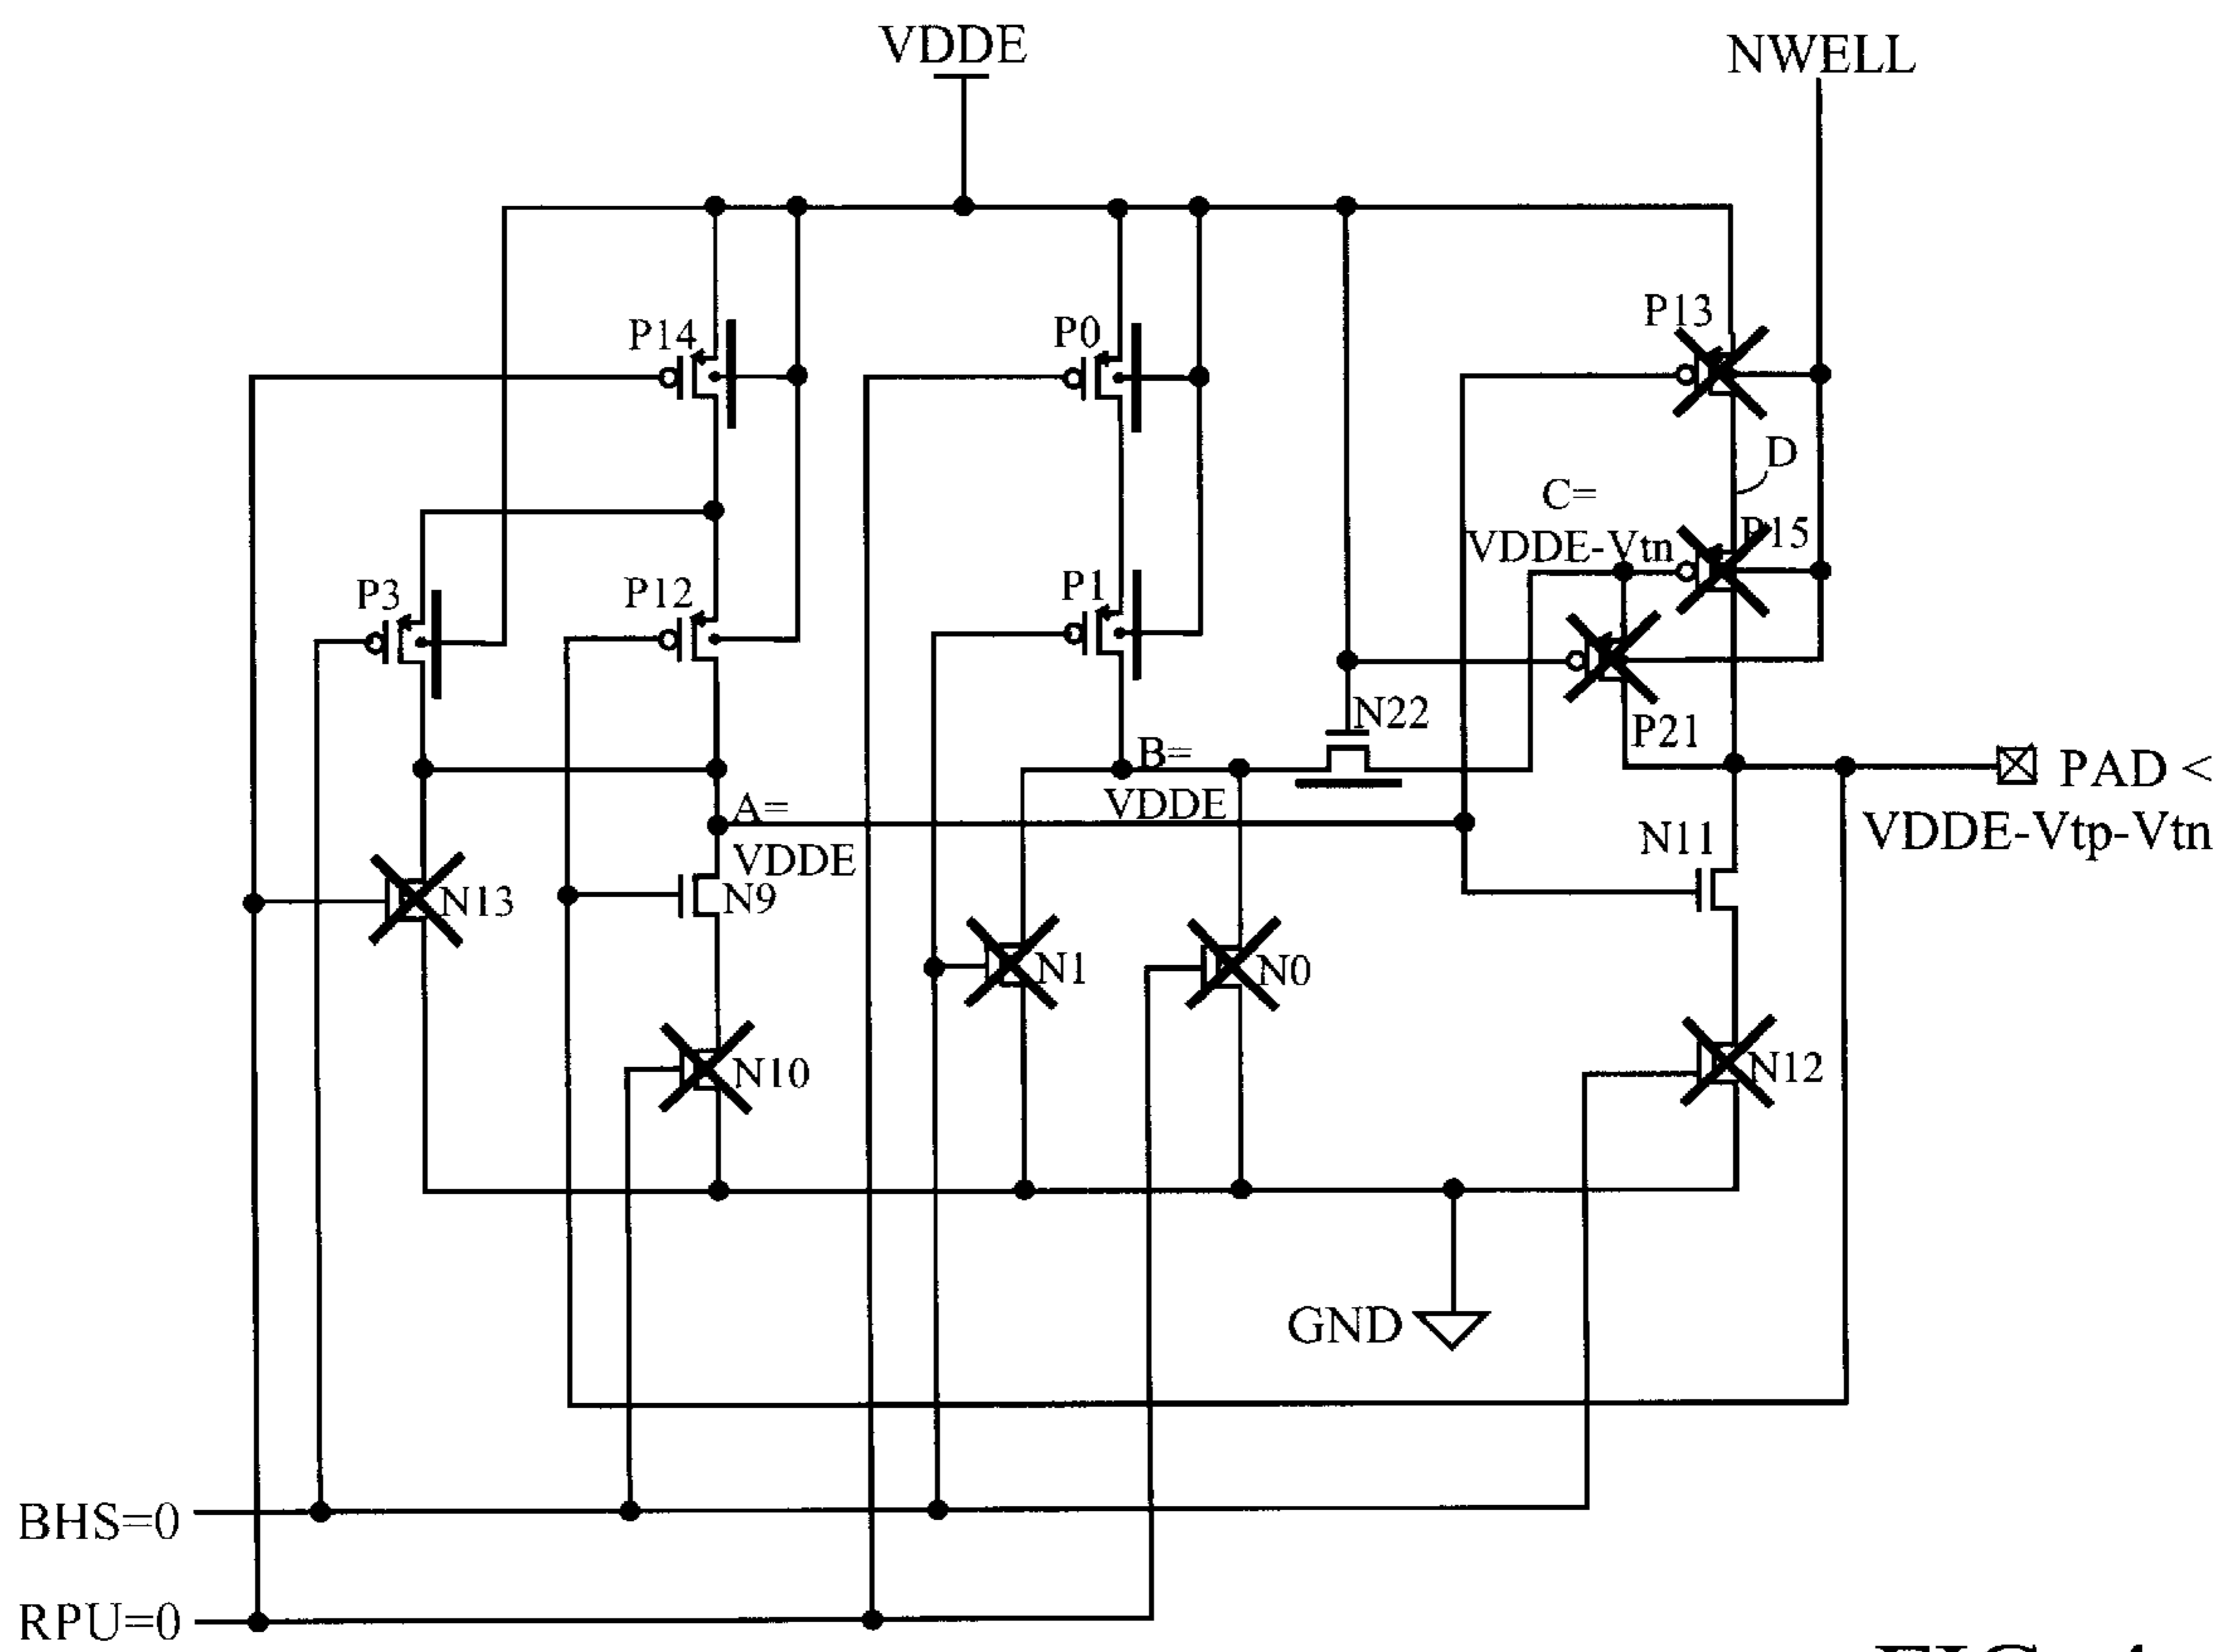 VDDE
NWELL
P14
P0
P13
D
C=
VDDE-Vtn
P15
P3
P12
P1
N22
P21
B=
VDDE
PAD <
VDDE-Vtp-Vtn
A=
VDDE
N13
N9
N11
N1
N0
N10
N12
GND
BHS=0
RPU=0